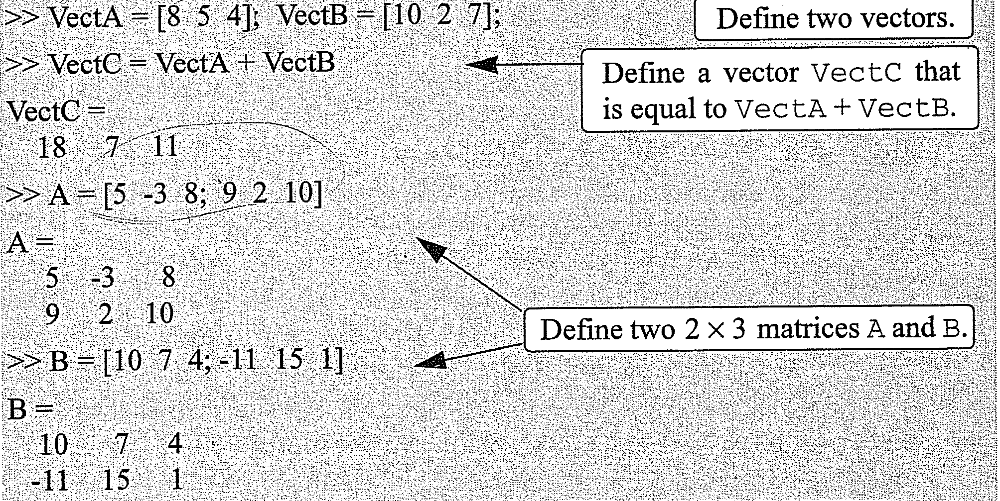 >> VectA = [8 5 4]; VectB = [10 2 7];
Define two vectors.
>> VectC = VectA + VectB
Define a vector VectC that
is equal to VectA + VectB.
VectC =
18 7 11
>> A = [5 -3 8; 9 2 10]
A =
5 -3 8
9 2 10
Define two 2 × 3 matrices A and B.
>> B = [10 7 4; -11 15 1]
B =
10 7 4
-11 15 1